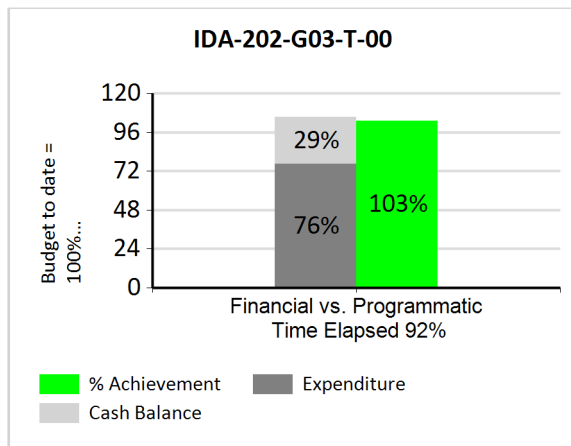 IDA-202-G03-T-00
120
96
72
48
24
0
Budget to date =
100%...
29%
76%
103%
Financial vs. Programmatic
Time Elapsed 92%
% Achievement
Expenditure
Cash Balance